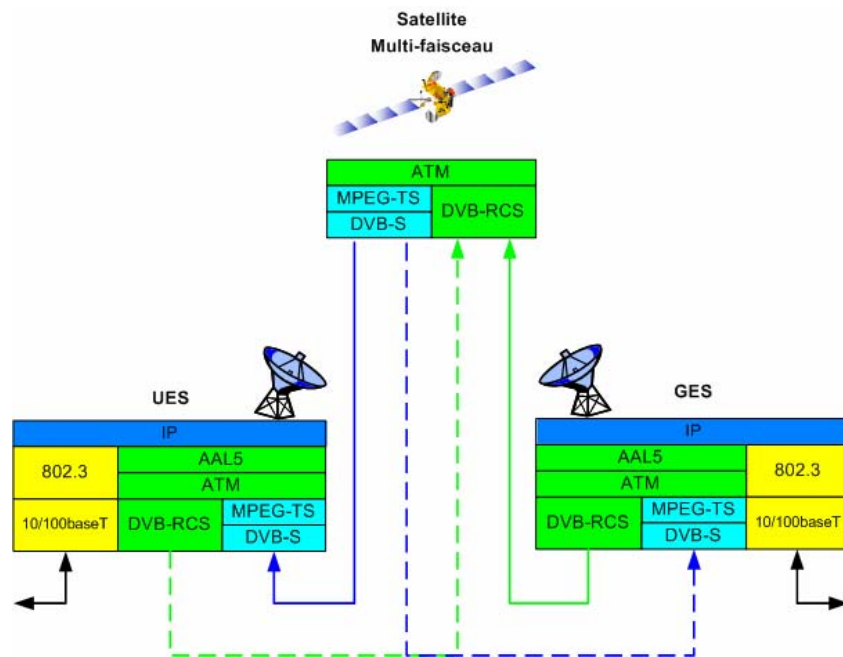 Satellite
Multi-faisceau
ATM
MPEG-TS
DVB-S
DVB-RCS
UES
IP
802.3
AAL5
ATM
10/100baseT
DVB-RCS
MPEG-TS
DVB-S
GES
IP
AAL5
ATM
802.3
DVB-RCS
MPEG-TS
DVB-S
10/100baseT